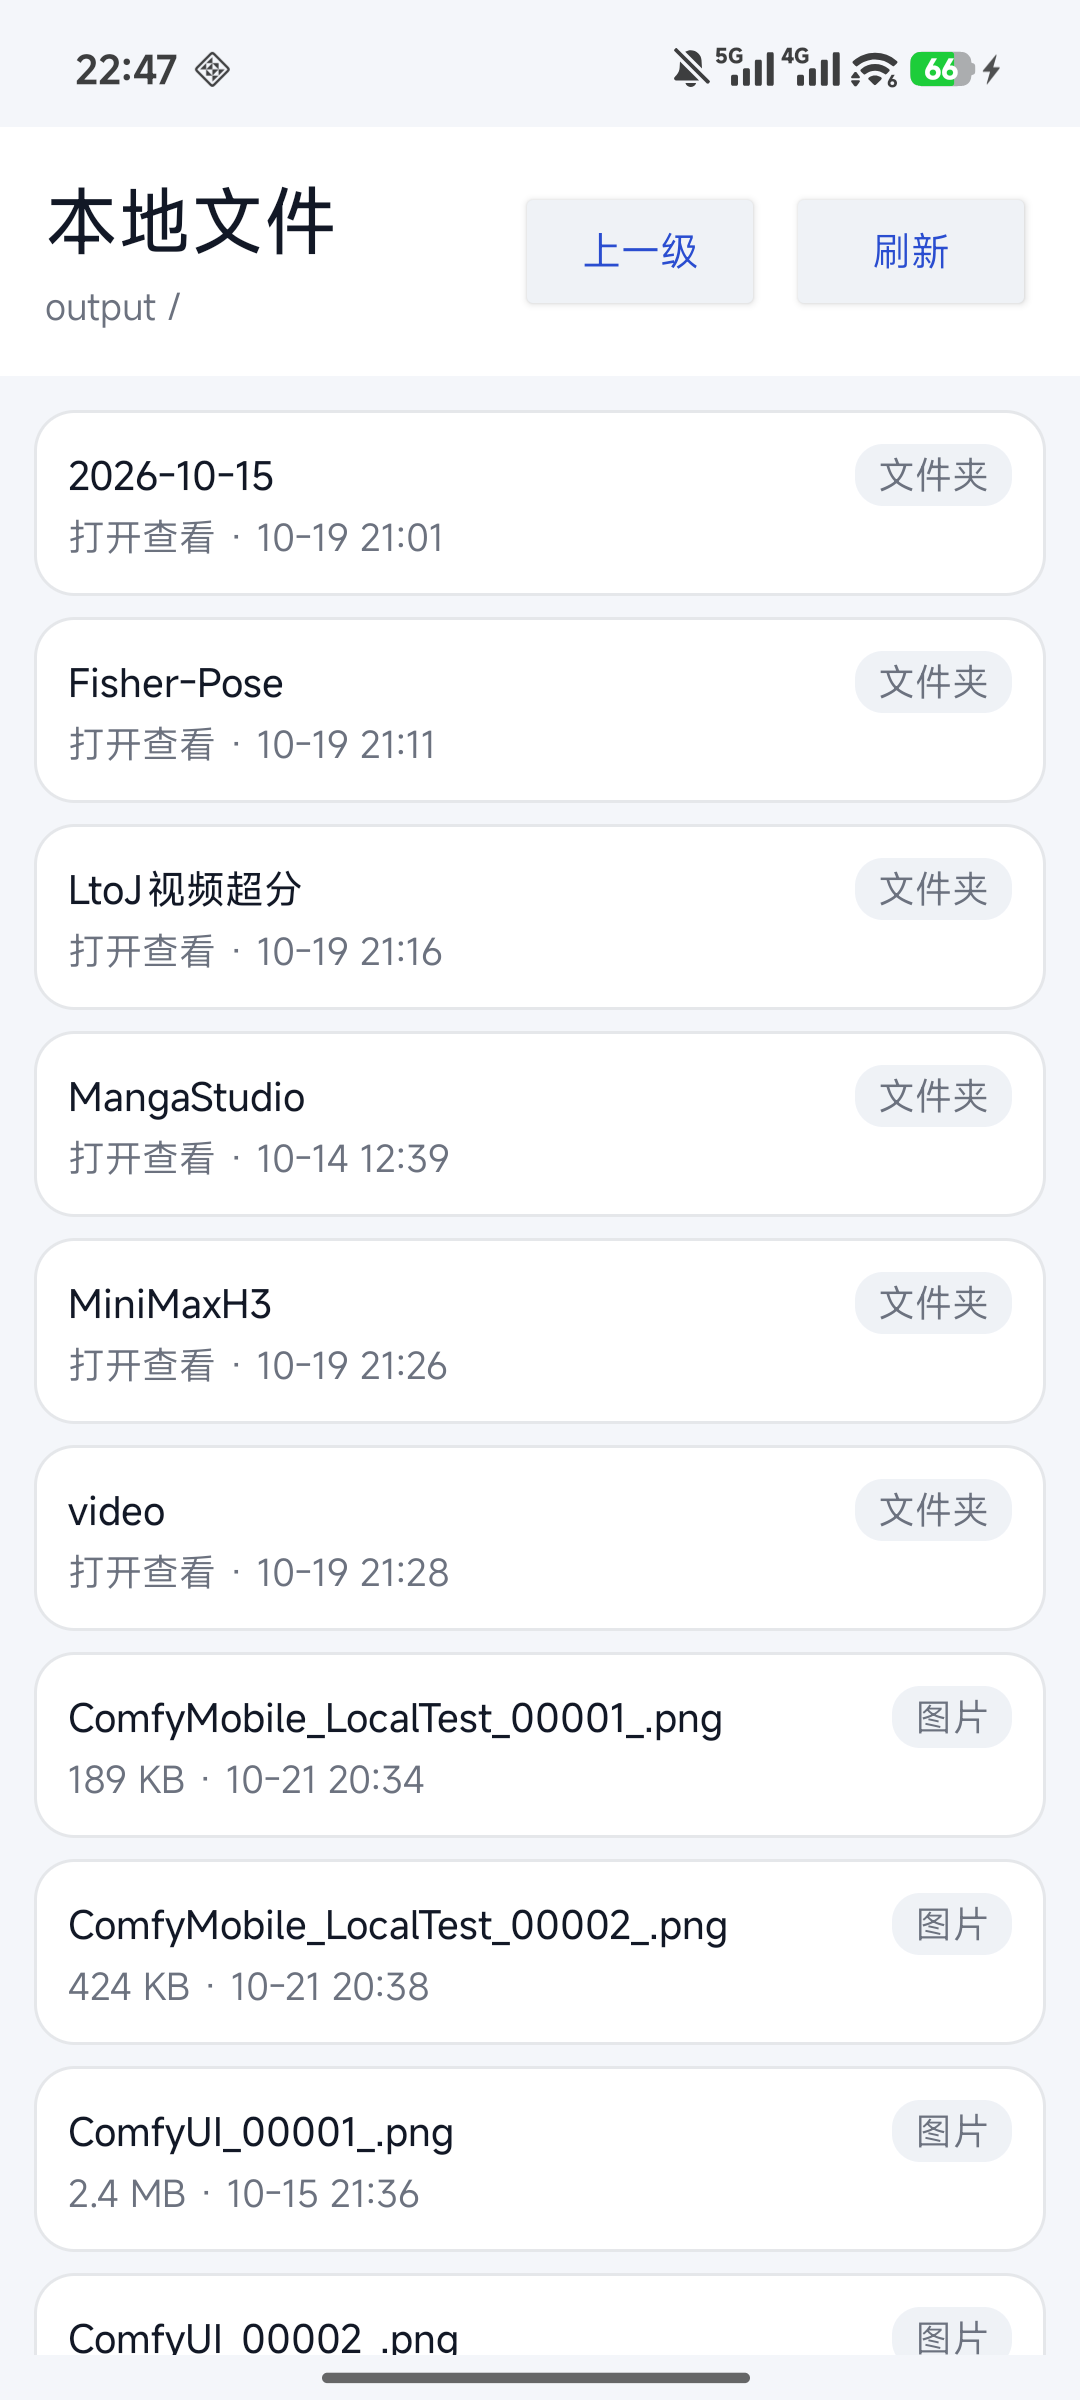 22:47 5G 4G 6 66
本地文件
output /
上一级
刷新
2026-10-15
文件夹
打开查看 · 10-19 21:01
Fisher-Pose
文件夹
打开查看 · 10-19 21:11
LtoJ视频超分
文件夹
打开查看 · 10-19 21:16
MangaStudio
文件夹
打开查看 · 10-14 12:39
MiniMaxH3
文件夹
打开查看 · 10-19 21:26
video
文件夹
打开查看 · 10-19 21:28
ComfyMobile_LocalTest_00001_.png
图片
189 KB · 10-21 20:34
ComfyMobile_LocalTest_00002_.png
图片
424 KB · 10-21 20:38
ComfyUI_00001_.png
图片
2.4 MB · 10-15 21:36
ComfyUI_00002_.png
图片